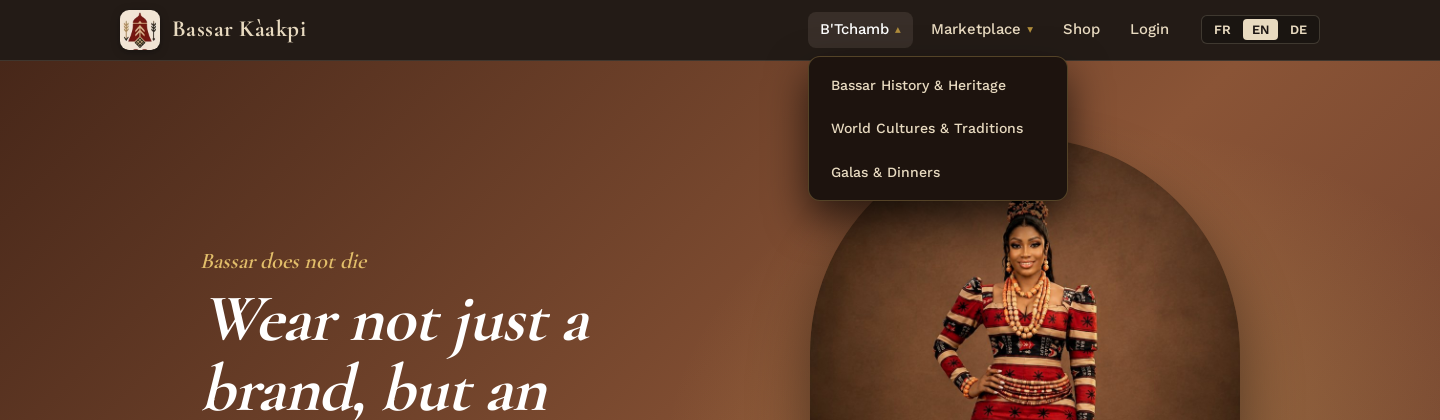 Bassar Kàakpi
B'Tchamb ▴
Marketplace ▾
Shop
Login
FR
EN
DE
Bassar History & Heritage
World Cultures & Traditions
Galas & Dinners
Bassar does not die
Wear not just a
brand, but an